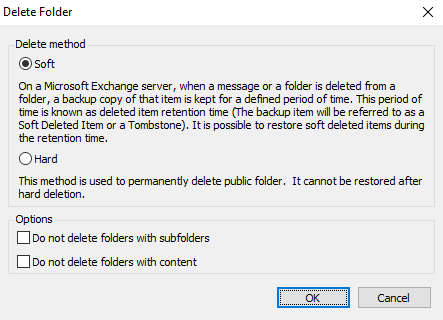 Delete Folder
Delete method
Soft
On a Microsoft Exchange server, when a message or a folder is deleted from a
folder, a backup copy of that item is kept for a defined period of time. This period
of time is known as deleted item retention time (The backup item will be referred to as a
Soft Deleted Item or a Tombstone). It is possible to restore soft deleted items during
the retention time.
Hard
This method is used to permanently delete public folder.  It cannot be restored after
hard deletion.
Options
Do not delete folders with subfolders
Do not delete folders with content
OK
Cancel